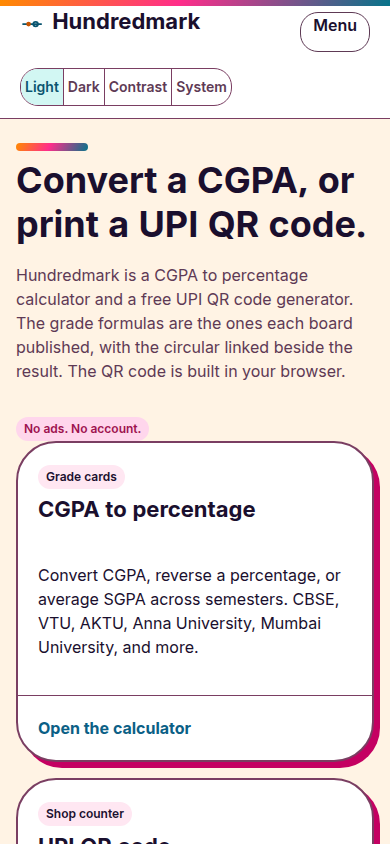 Hundredmark
Menu
Light
Dark
Contrast
System
Convert a CGPA, or
print a UPI QR code.
Hundredmark is a CGPA to percentage
calculator and a free UPI QR code generator.
The grade formulas are the ones each board
published, with the circular linked beside the
result. The QR code is built in your browser.
No ads. No account.
Grade cards
CGPA to percentage
Convert CGPA, reverse a percentage, or
average SGPA across semesters. CBSE,
VTU, AKTU, Anna University, Mumbai
University, and more.
Open the calculator
Shop counter
UPI QR code